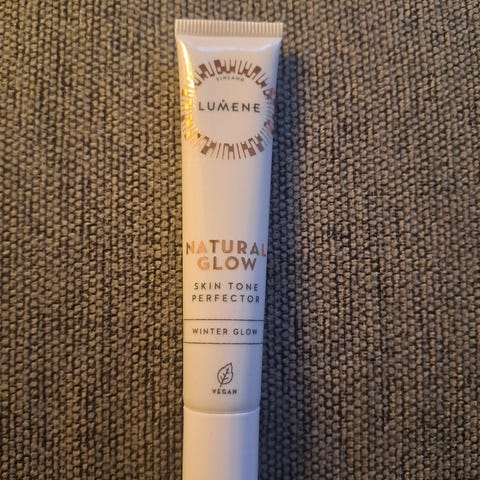 FINLAND
LUMENE
NATURAL
GLOW
SKIN TONE
PERFECTOR
WINTER GLOW
VEGAN